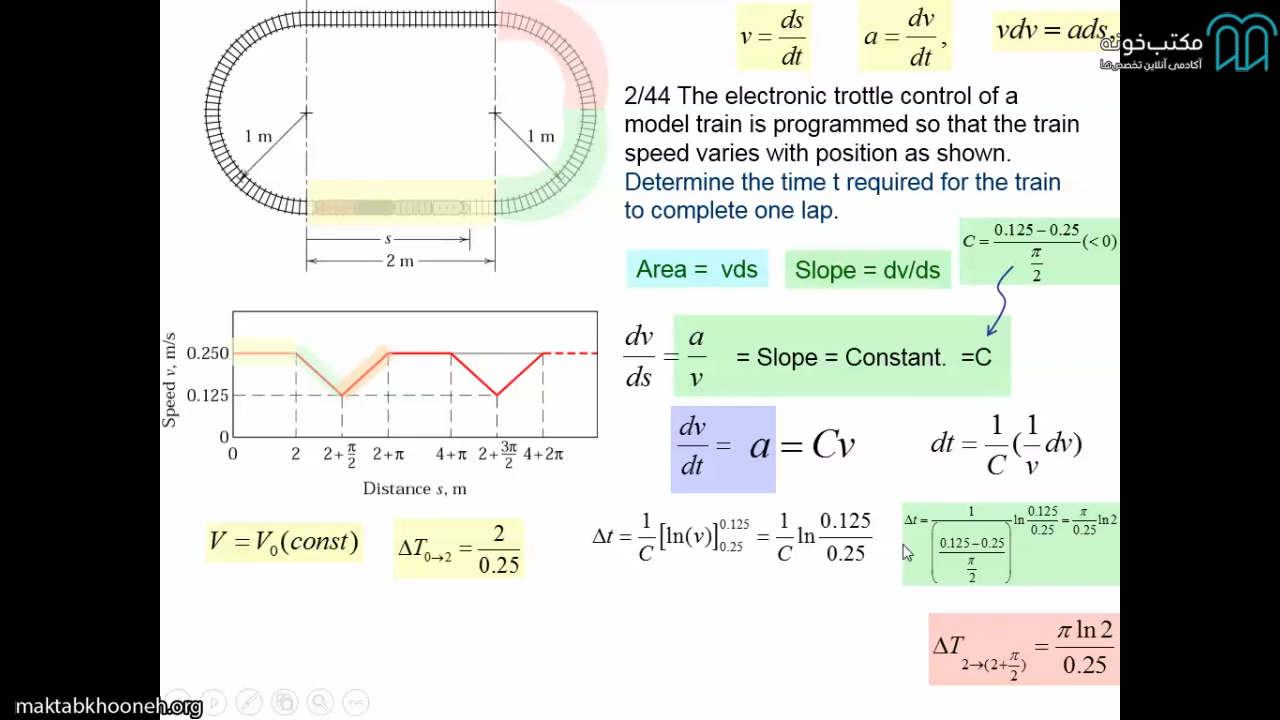 v = ds/dt
a = dv/dt,
vdv = ads,
مکتب‌خونه
آکادمی آنلاین تخصص‌ها
1 m
1 m
s
2 m
2/44 The electronic trottle control of a
model train is programmed so that the train
speed varies with position as shown.
Determine the time t required for the train
to complete one lap.
C = (0.125 − 0.25)/(π/2) (< 0)
Area = vds
Slope = dv/ds
dv/ds = a/v = Slope = Constant. =C
Speed v, m/s
0.250
0.125
0
0 2 2 + π/2 2 + π 4 + π 2 + 3π/2 4 + 2π
Distance s, m
dv/dt = a = Cv
dt = 1/C (1/v dv)
V = V₀(const)
ΔT₀→₂ = 2/0.25
Δt = 1/C [ln(v)] 0.125 0.25 = 1/C ln 0.125/0.25
Δt = 1/((0.125 − 0.25)/(π/2)) ln 0.125/0.25 = π/0.25 ln 2
ΔT 2→(2+π/2) = π ln 2/0.25
maktabkhooneh.org